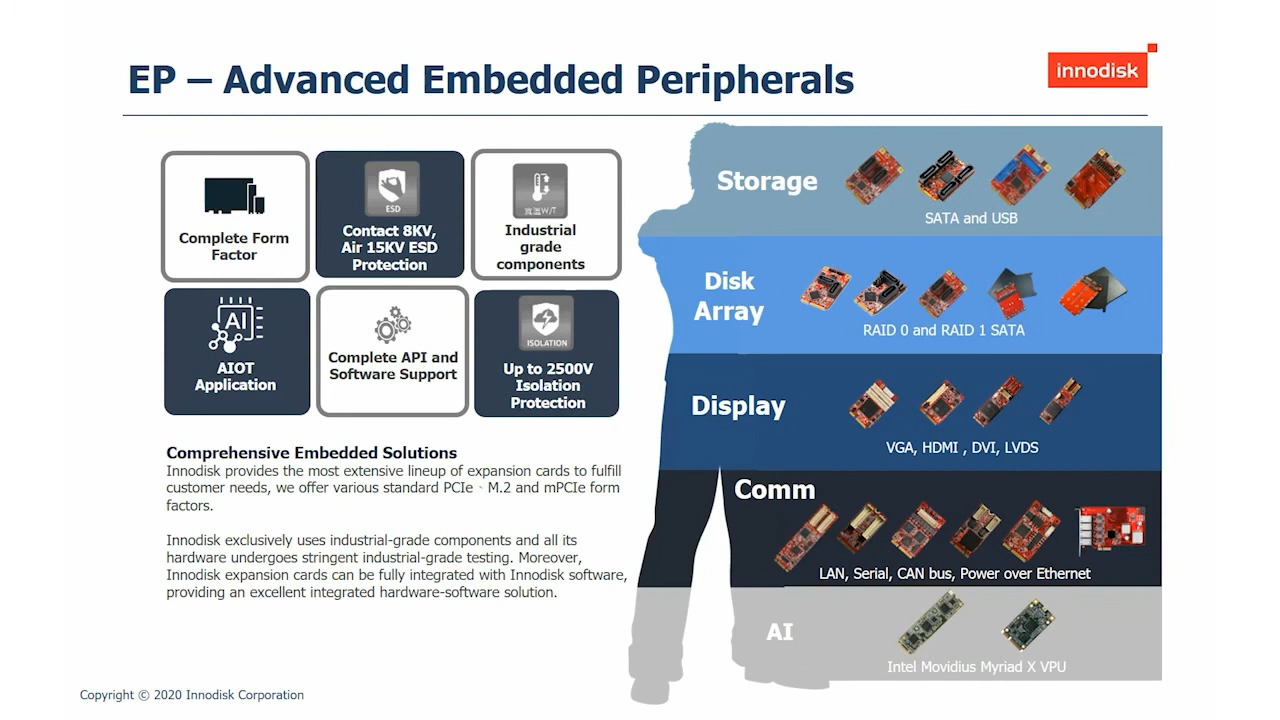 EP – Advanced Embedded Peripherals
innodisk
Complete Form
Factor
ESD
Contact 8KV,
Air 15KV ESD
Protection
寬溫W/T
Industrial
grade
components
AI
AIOT
Application
Complete API and
Software Support
ISOLATION
Up to 2500V
Isolation
Protection
Comprehensive Embedded Solutions
Innodisk provides the most extensive lineup of expansion cards to fulfill
customer needs, we offer various standard PCIe、M.2 and mPCIe form
factors.
Innodisk exclusively uses industrial-grade components and all its
hardware undergoes stringent industrial-grade testing. Moreover,
Innodisk expansion cards can be fully integrated with Innodisk software,
providing an excellent integrated hardware-software solution.
Storage
SATA and USB
Disk
Array
RAID 0 and RAID 1 SATA
Display
VGA, HDMI , DVI, LVDS
Comm
LAN, Serial, CAN bus, Power over Ethernet
AI
Intel Movidius Myriad X VPU
Copyright © 2020 Innodisk Corporation